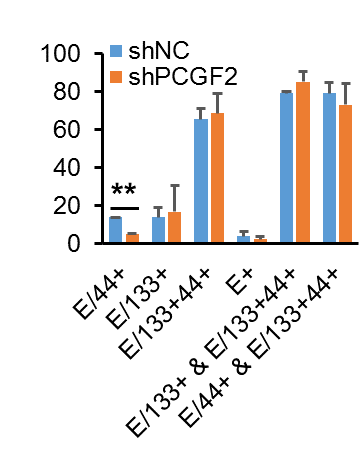 100
80
60
40
20
0
shNC
shPCGF2
**
E/44+
E/133+
E/133+44+
E+
E/133+ & E/133+44+
E/44+ & E/133+44+